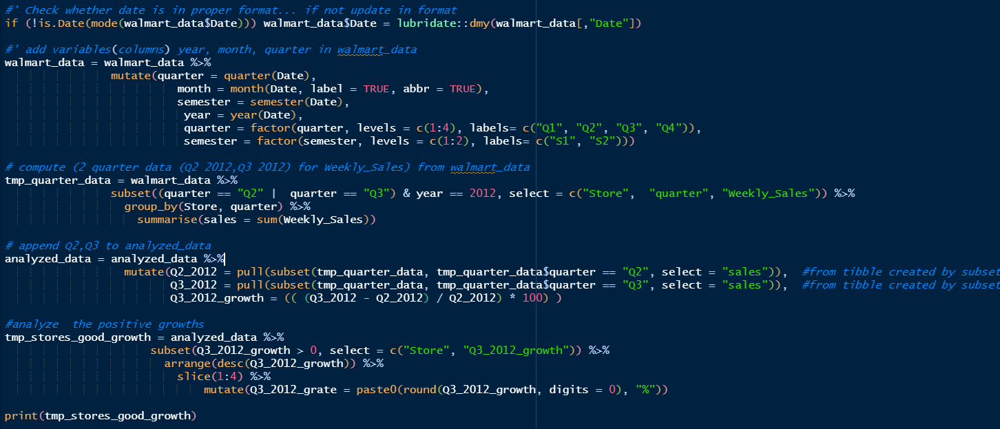 #' Check whether date is in proper format... if not update in format
if (!is.Date(mode(walmart_data$Date))) walmart_data$Date = lubridate::dmy(walmart_data[,"Date"])
#' add variables(columns) year, month, quarter in walmart_data
walmart_data = walmart_data %>%
mutate(quarter = quarter(Date),
month = month(Date, label = TRUE, abbr = TRUE),
semester = semester(Date),
year = year(Date),
quarter = factor(quarter, levels = c(1:4), labels= c("Q1", "Q2", "Q3", "Q4")),
semester = factor(semester, levels = c(1:2), labels= c("S1", "S2")))
# compute (2 quarter data (Q2 2012,Q3 2012) for Weekly_Sales) from walmart_data
tmp_quarter_data = walmart_data %>%
subset((quarter == "Q2" |  quarter == "Q3") & year == 2012, select = c("Store",  "quarter", "Weekly_Sales")) %>%
group_by(Store, quarter) %>%
summarise(sales = sum(Weekly_Sales))
# append Q2,Q3 to analyzed_data
analyzed_data = analyzed_data %>%
mutate(Q2_2012 = pull(subset(tmp_quarter_data, tmp_quarter_data$quarter == "Q2", select = "sales")),  #from tibble created by subset
Q3_2012 = pull(subset(tmp_quarter_data, tmp_quarter_data$quarter == "Q3", select = "sales")),  #from tibble created by subset
Q3_2012_growth = (( (Q3_2012 - Q2_2012) / Q2_2012) * 100) )
#analyze  the positive growths
tmp_stores_good_growth = analyzed_data %>%
subset(Q3_2012_growth > 0, select = c("Store", "Q3_2012_growth")) %>%
arrange(desc(Q3_2012_growth)) %>%
slice(1:4) %>%
mutate(Q3_2012_grate = paste0(round(Q3_2012_growth, digits = 0), "%"))
print(tmp_stores_good_growth)